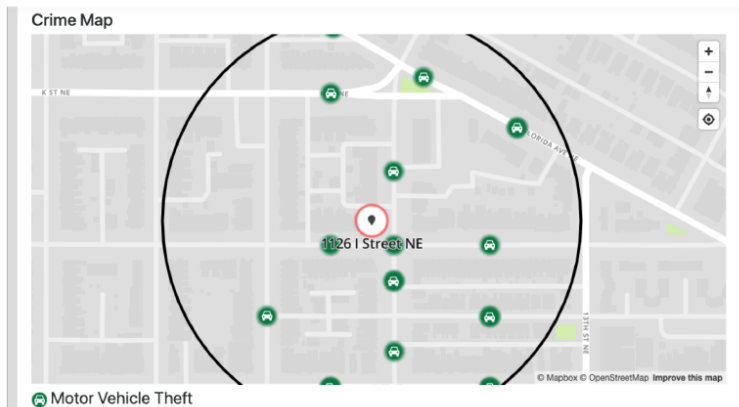 Crime Map
K ST NE
NE
LORIDA AVE NE
1126 I Street NE
13TH ST NE
© Mapbox © OpenStreetMap Improve this map
Motor Vehicle Theft